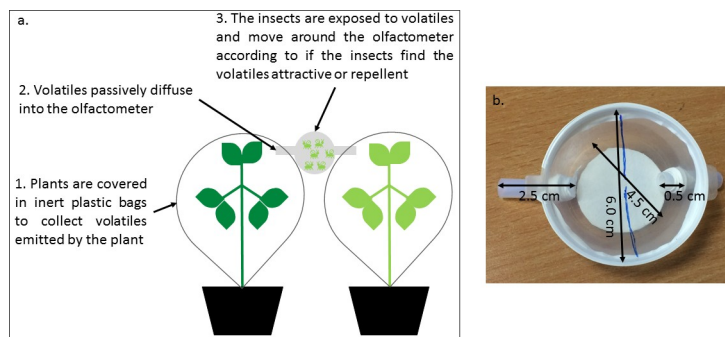 a.
3. The insects are exposed to volatiles
and move around the olfactometer
according to if the insects find the
volatiles attractive or repellent
2. Volatiles passively diffuse
into the olfactometer
1. Plants are covered
in inert plastic bags
to collect volatiles
emitted by the plant
b.
2.5 cm
6.0 cm
4.5 cm
0.5 cm